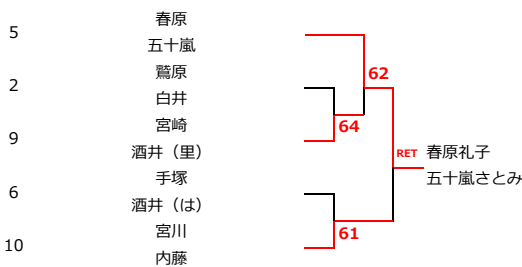 春原
5
五十嵐
鷲原
62
2
白井
宮崎
64
9
酒井（里）
RET 春原礼子
手塚
五十嵐さとみ
6
酒井（は）
宮川
61
10
内藤